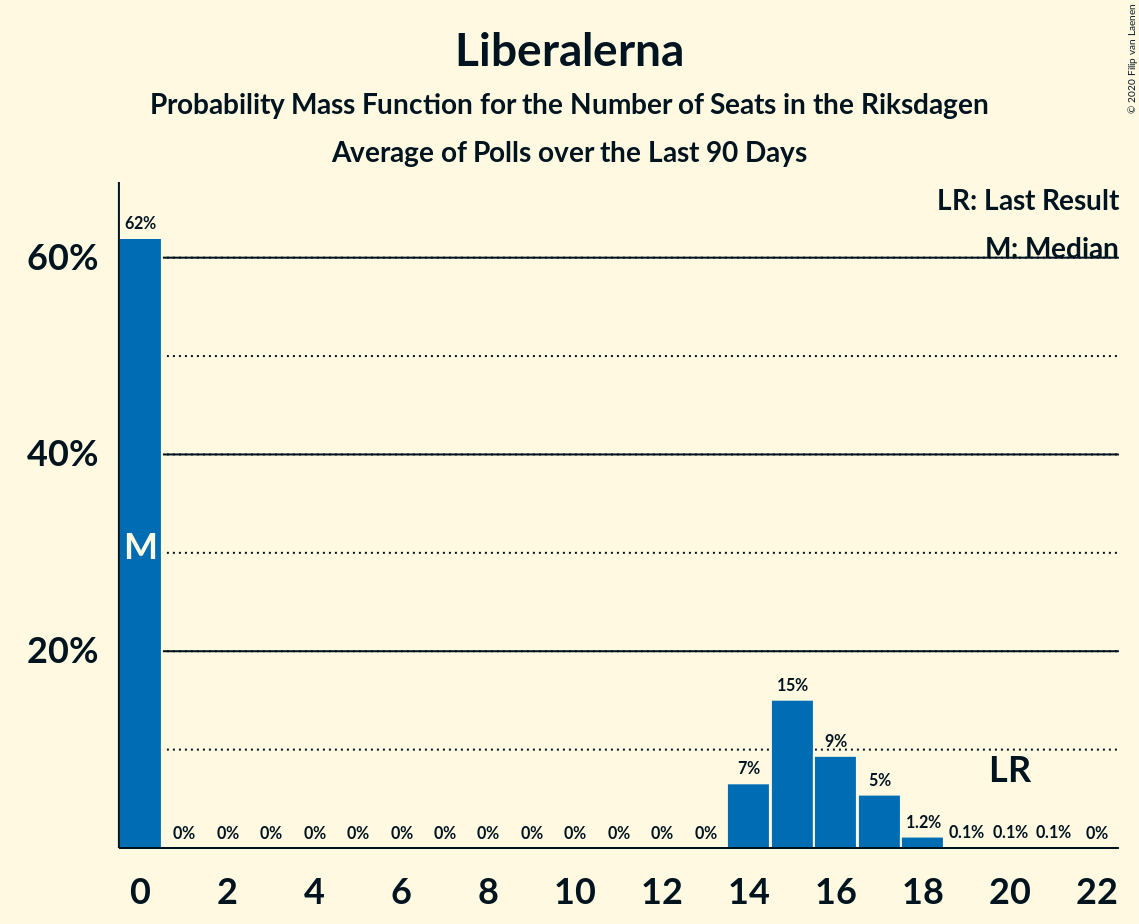 Liberalerna
Probability Mass Function for the Number of Seats in the Riksdagen
Average of Polls over the Last 90 Days
© 2020 Filip van Laenen
LR: Last Result
M: Median
62%
60%
40%
M
20%
15%
9%
7%
5%
LR
1.2%
0% 0% 0% 0% 0% 0% 0% 0% 0% 0% 0% 0% 0% 0.1% 0.1% 0.1% 0%
0 2 4 6 8 10 12 14 16 18 20 22